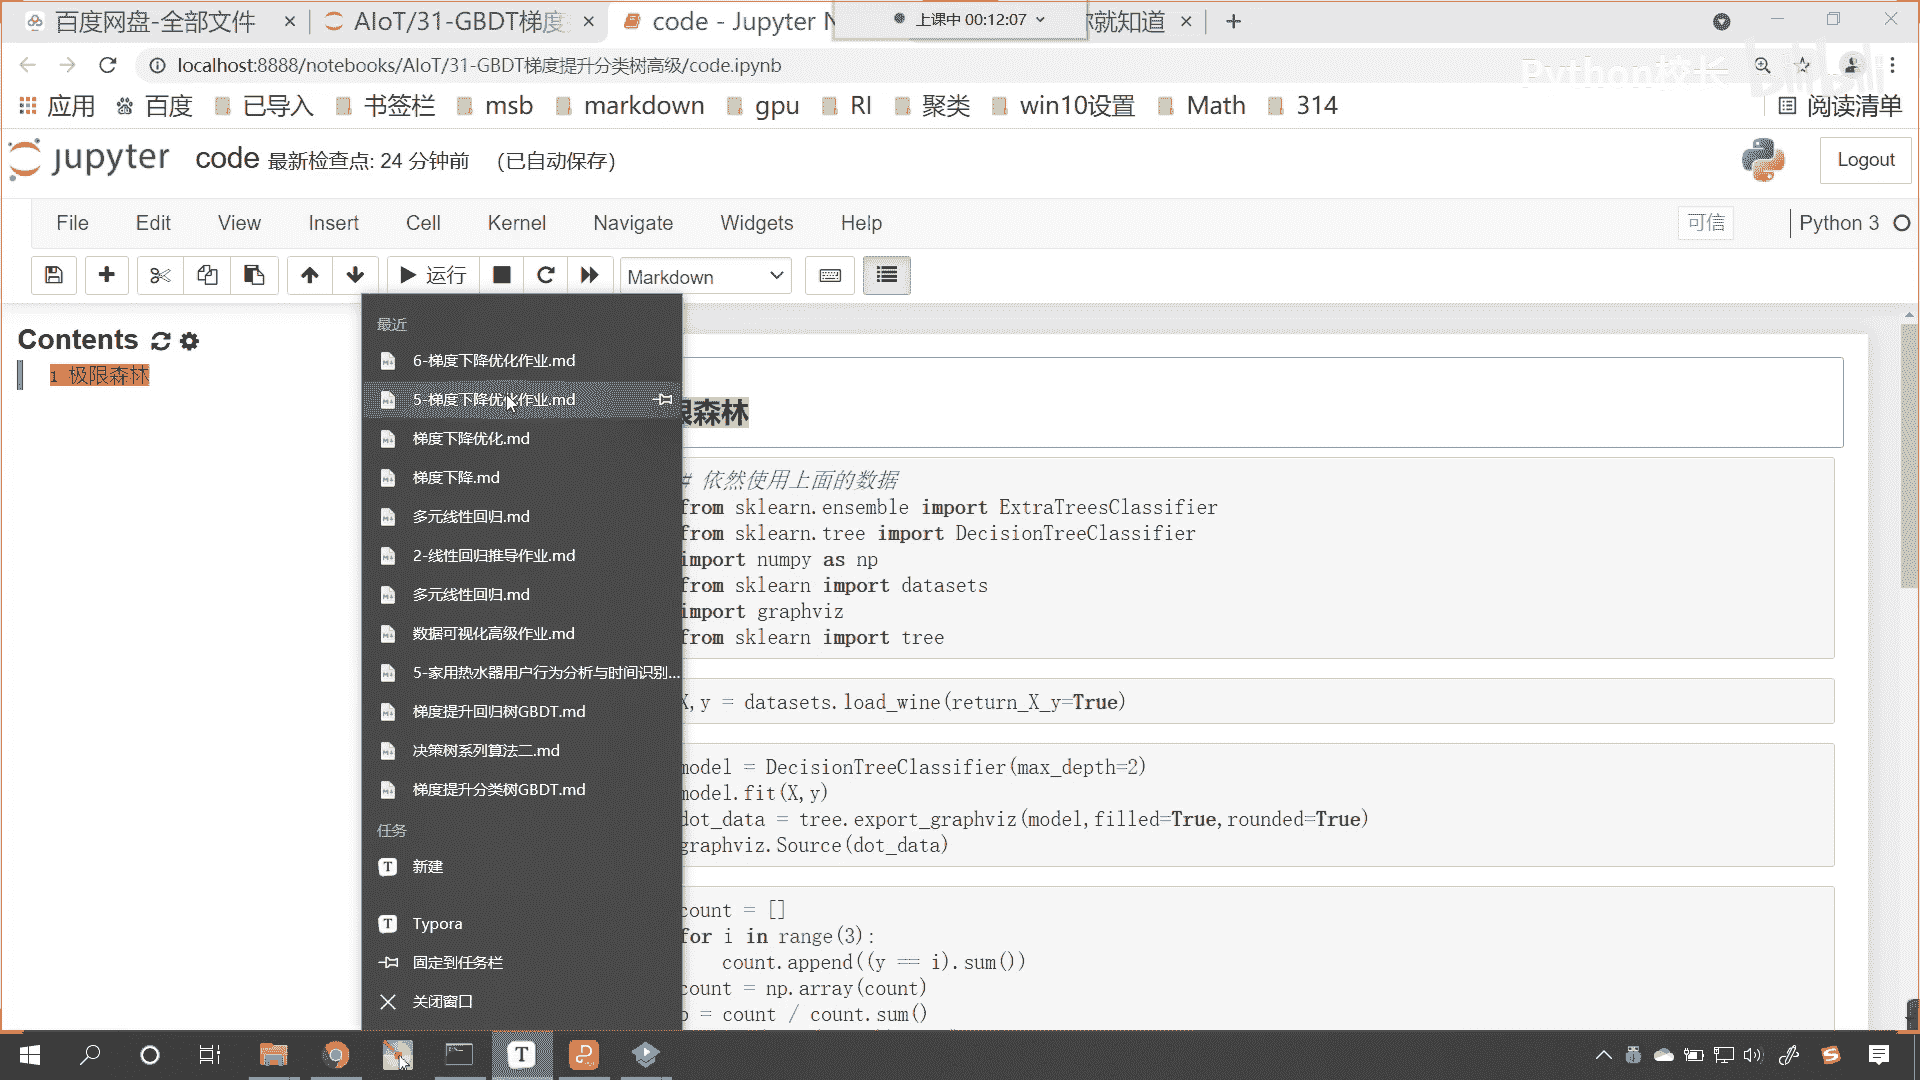 百度网盘-全部文件
AIoT/31-GBDT梯度
code - Jupyter N
上课中 00:12:07
你就知道
localhost:8888/notebooks/AIoT/31-GBDT梯度提升分类树高级/code.ipynb
Python校长
bilibili
应用
百度
已导入
书签栏
msb
markdown
gpu
RI
聚类
win10设置
Math
314
阅读清单
jupyter
code 最新检查点: 24 分钟前 (已自动保存)
Logout
File
Edit
View
Insert
Cell
Kernel
Navigate
Widgets
Help
可信
Python 3
运行
Markdown
Contents
1 极限森林
最近
6-梯度下降优化作业.md
5-梯度下降优化作业.md
梯度下降优化.md
梯度下降.md
多元线性回归.md
2-线性回归推导作业.md
多元线性回归.md
数据可视化高级作业.md
5-家用热水器用户行为分析与时间识别...
梯度提升回归树GBDT.md
决策树系列算法二.md
梯度提升分类树GBDT.md
任务
新建
Typora
固定到任务栏
关闭窗口
限森林
# 依然使用上面的数据
from sklearn.ensemble import ExtraTreesClassifier
from sklearn.tree import DecisionTreeClassifier
import numpy as np
from sklearn import datasets
import graphviz
from sklearn import tree
X,y = datasets.load_wine(return_X_y=True)
model = DecisionTreeClassifier(max_depth=2)
model.fit(X,y)
dot_data = tree.export_graphviz(model,filled=True,rounded=True)
graphviz.Source(dot_data)
count = []
for i in range(3):
count.append((y == i).sum())
count = np.array(count)
p = count / count.sum()